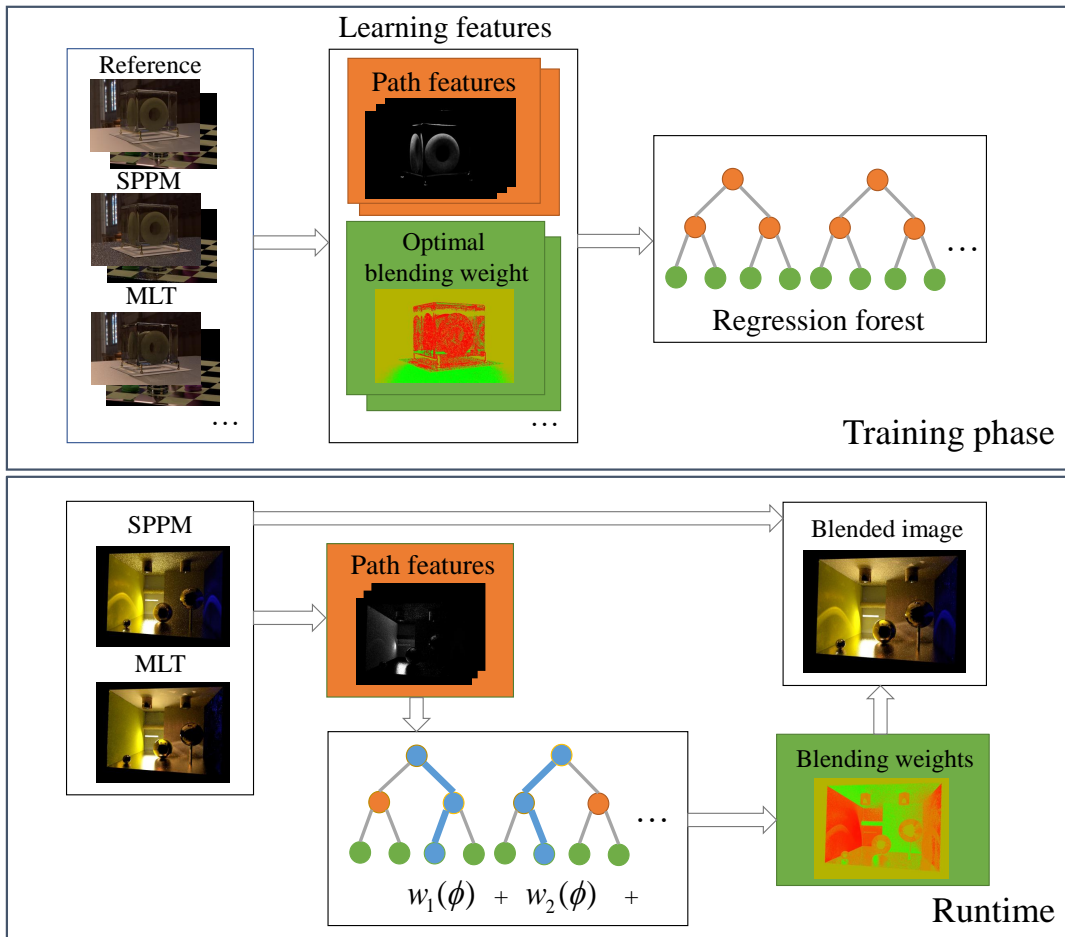 Learning features
Reference
SPPM
MLT
…
Path features
Optimal
blending weight
…
…
Regression forest
Training phase
SPPM
MLT
Path features
…
w₁(ϕ) + w₂(ϕ) +
Blended image
Blending weights
Runtime